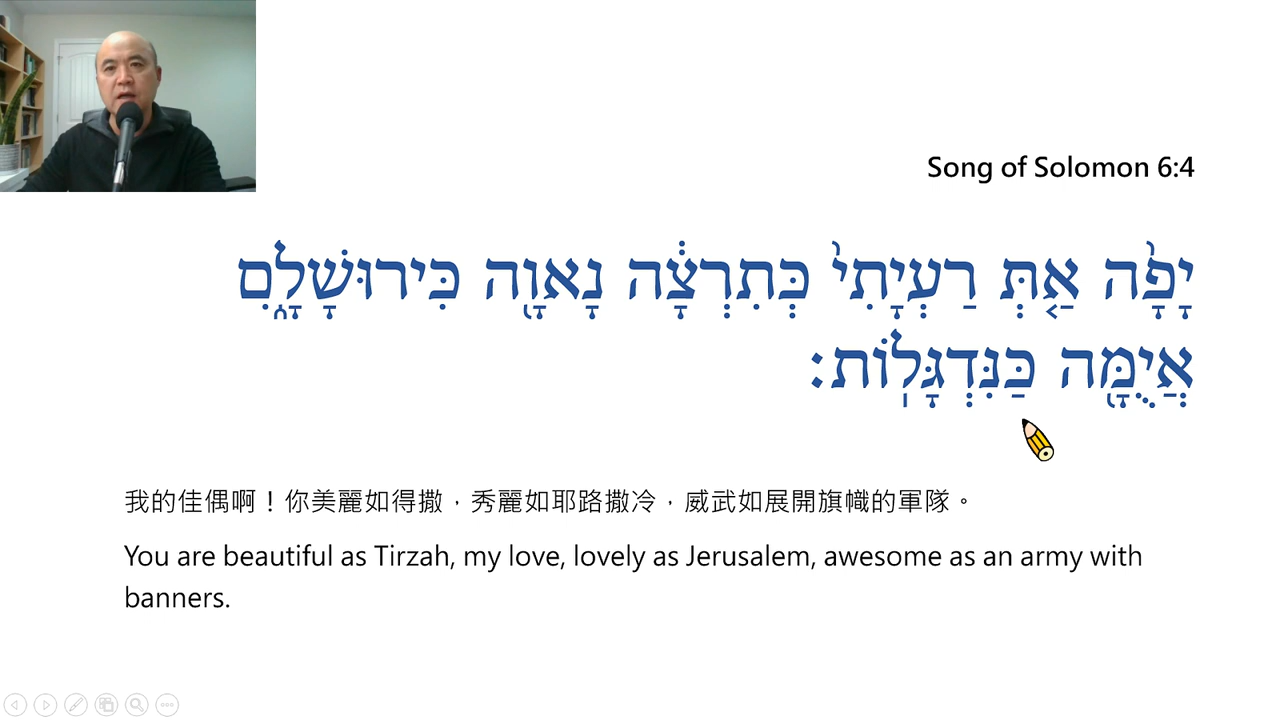 Song of Solomon 6:4
יָפָ֨ה אַ֤תְּ רַעְיָתִי֙ כְּתִרְצָ֔ה נָאוָ֖ה כִּירוּשָׁלִָ֑ם
אֲיֻמָּ֖ה כַּנִּדְגָּלֽוֹת׃
我的佳偶啊！你美麗如得撒，秀麗如耶路撒冷，威武如展開旗幟的軍隊。
You are beautiful as Tirzah, my love, lovely as Jerusalem, awesome as an army with
banners.